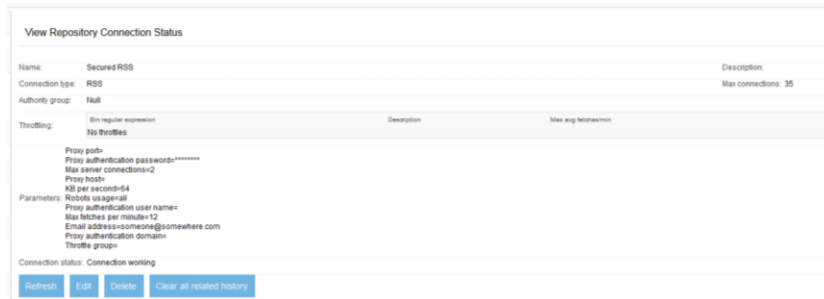 View Repository Connection Status
Name: Secured RSS Description:
Connection type: RSS Max connections: 35
Authority group: Null
Throttling:
Bin regular expression Description Max avg fetches/min
No throttles
Proxy port=
Proxy authentication password=********
Max server connections=2
Proxy host=
KB per second=64
Parameters: Robots usage=all
Proxy authentication user name=
Max fetches per minute=12
Email address=someone@somewhere.com
Proxy authentication domain=
Throttle group=
Connection status: Connection working
Refresh Edit Delete Clear all related history